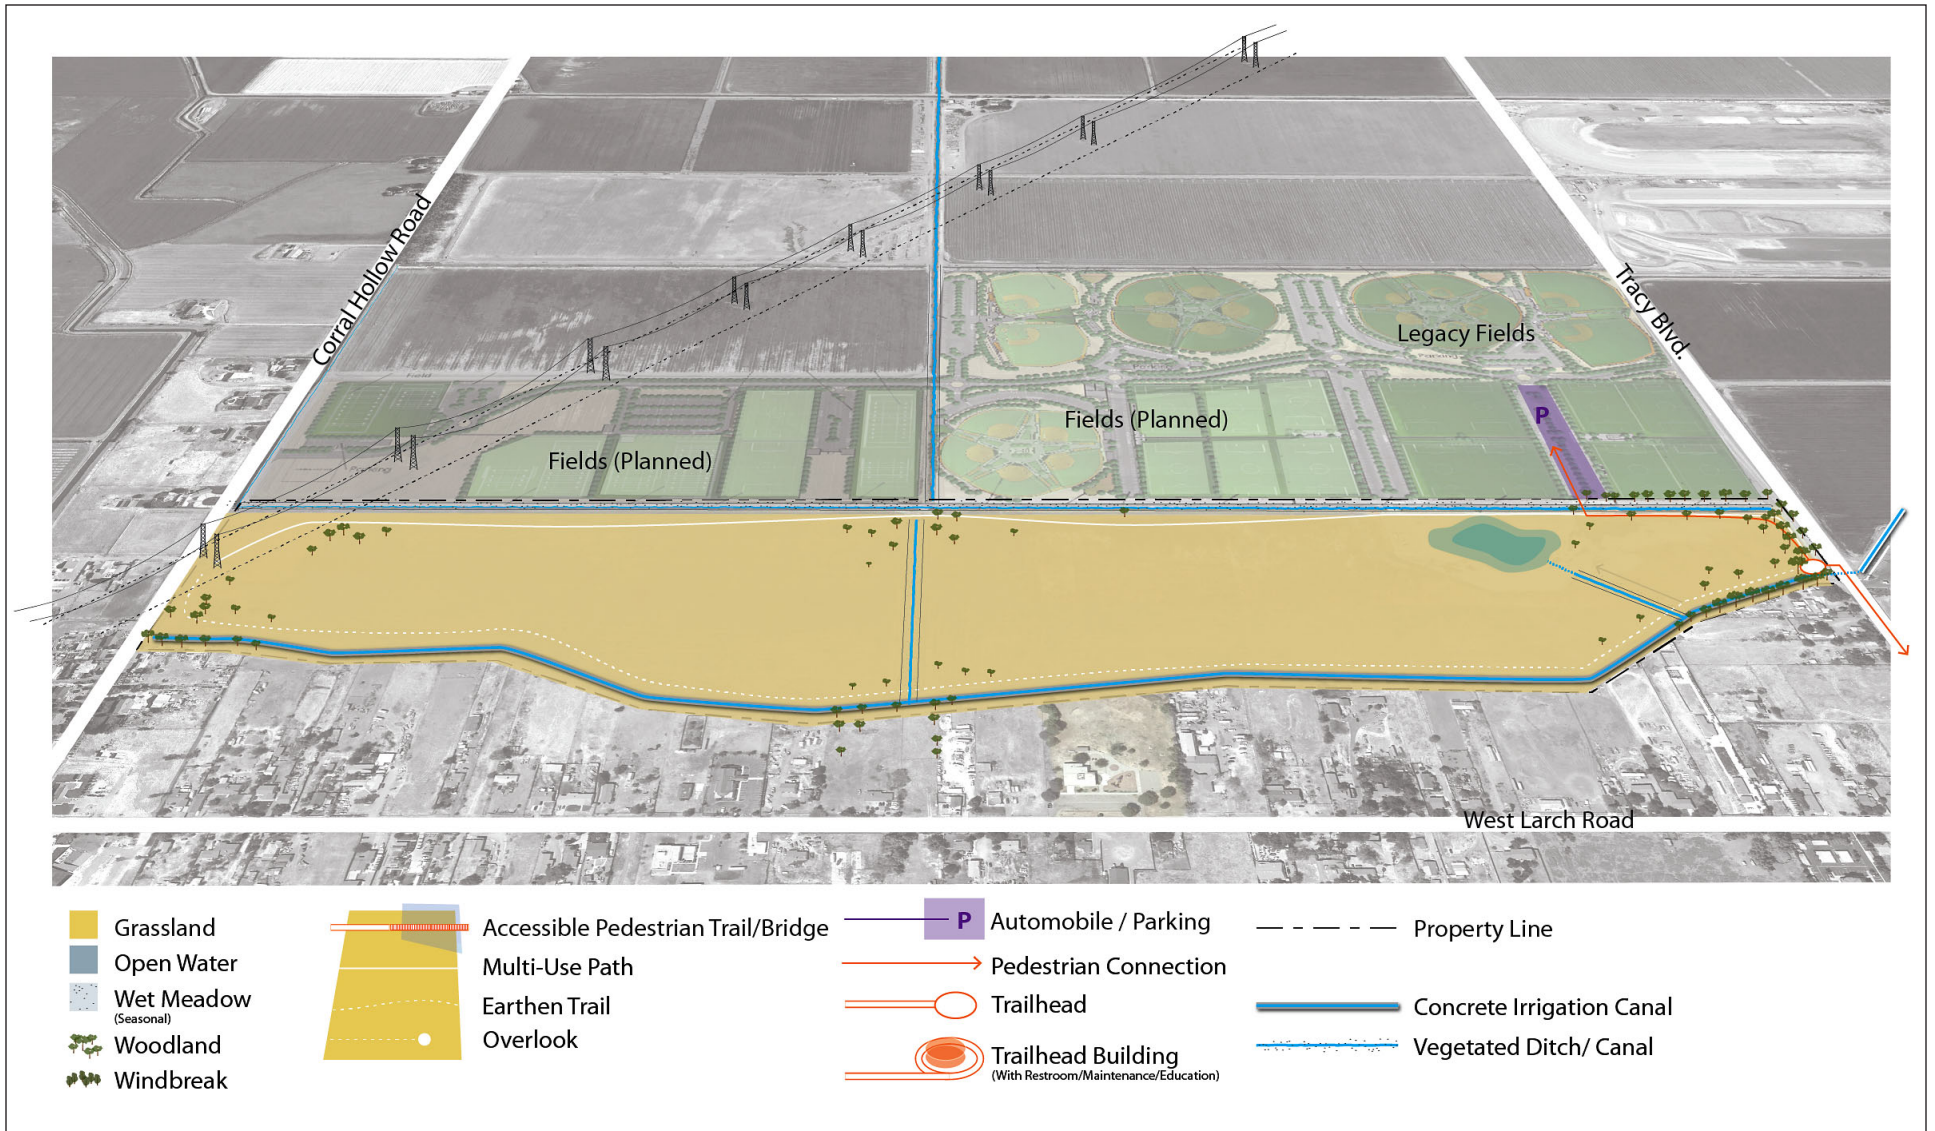 Corral Hollow Road
Tracy Blvd.
Legacy Fields
Fields (Planned)
Fields (Planned)
P
West Larch Road
Grassland
Open Water
Wet Meadow
(Seasonal)
Woodland
Windbreak
Accessible Pedestrian Trail/Bridge
Multi-Use Path
Earthen Trail
Overlook
P
Automobile / Parking
Pedestrian Connection
Trailhead
Trailhead Building
(With Restroom/Maintenance/Education)
Property Line
Concrete Irrigation Canal
Vegetated Ditch/ Canal